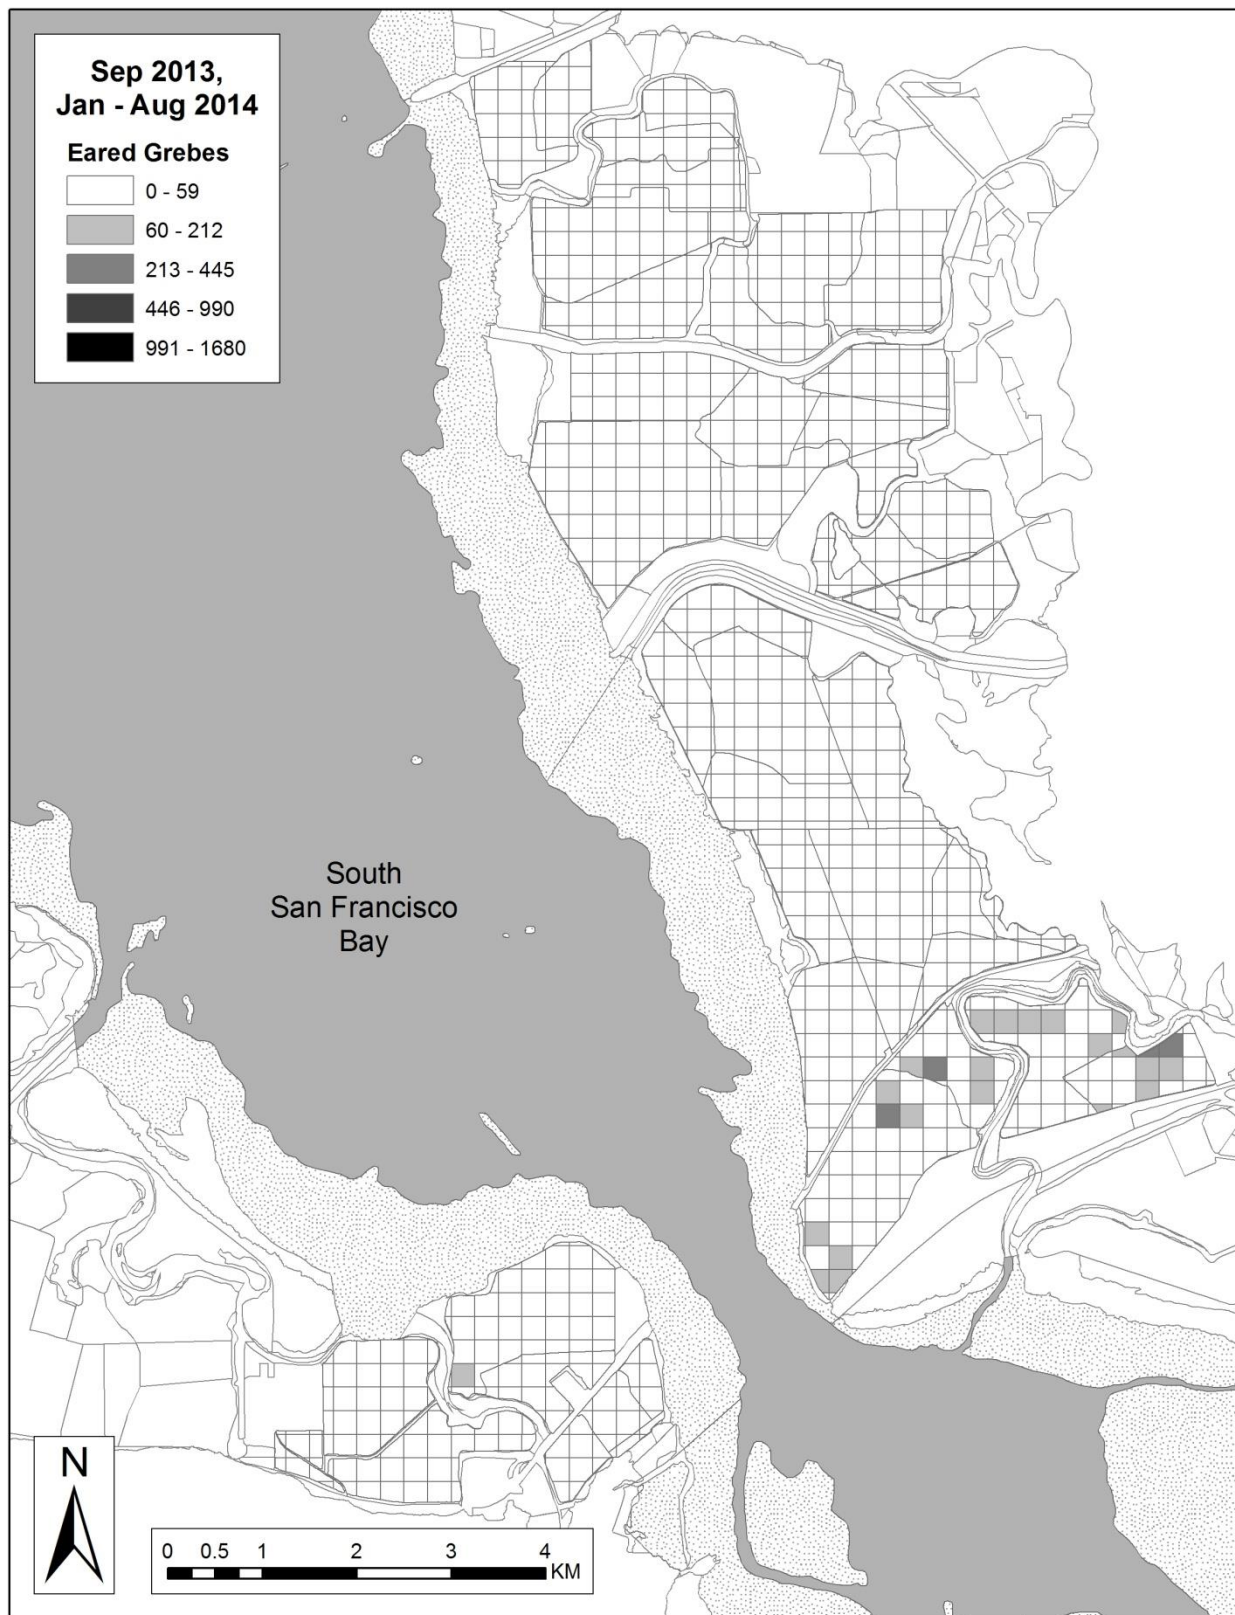 Sep 2013,
Jan - Aug 2014
Eared Grebes
0 - 59
60 - 212
213 - 445
446 - 990
991 - 1680
South
San Francisco
Bay
N
0 0.5 1 2 3 4
KM